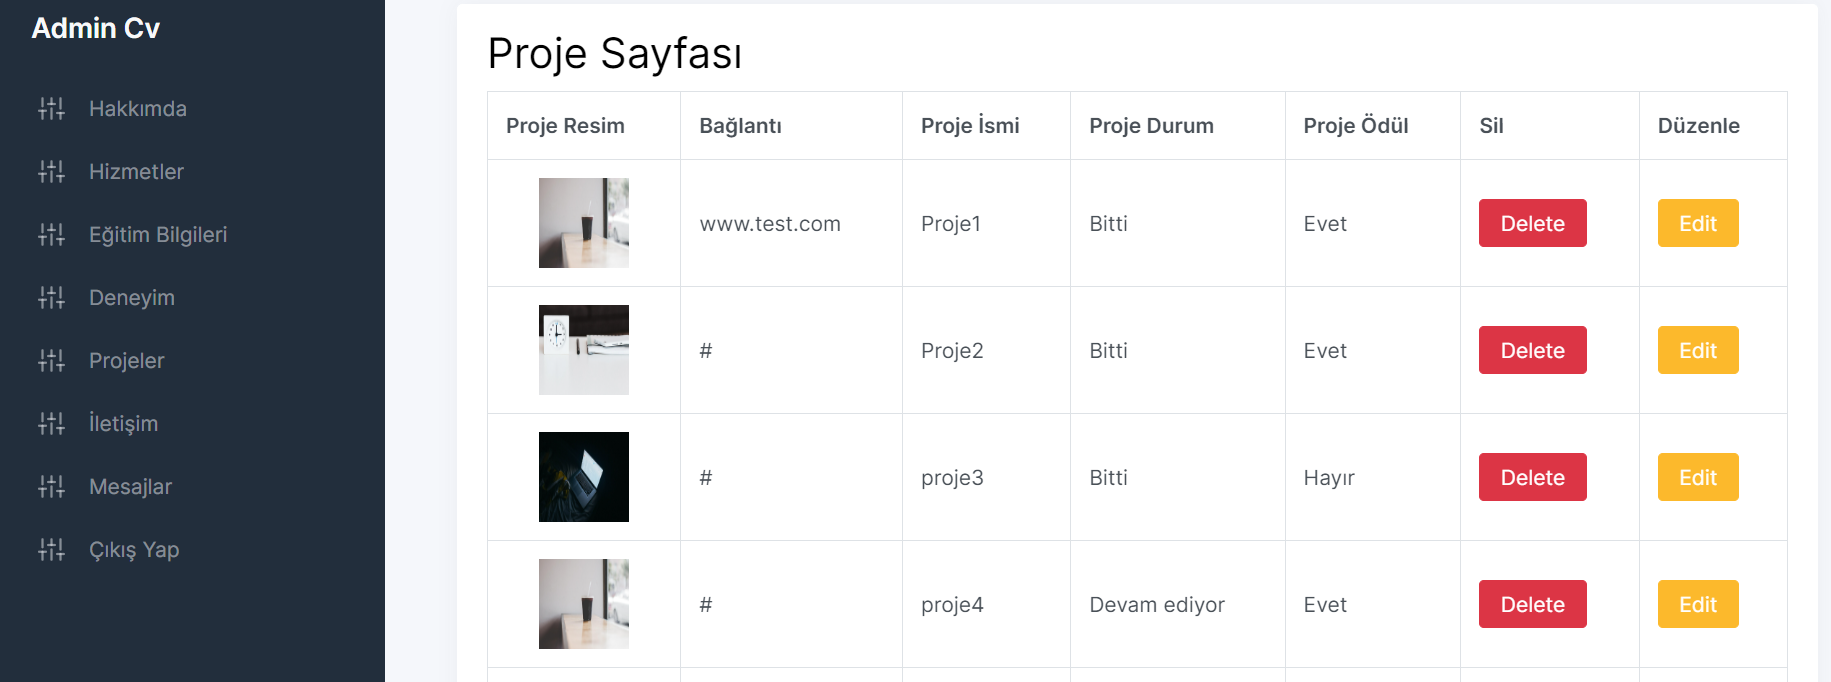 Admin Cv
Hakkımda
Hizmetler
Eğitim Bilgileri
Deneyim
Projeler
İletişim
Mesajlar
Çıkış Yap
Proje Sayfası
Proje Resim Bağlantı Proje İsmi Proje Durum Proje Ödül Sil Düzenle
www.test.com Proje1 Bitti Evet Delete Edit
# Proje2 Bitti Evet Delete Edit
# proje3 Bitti Hayır Delete Edit
# proje4 Devam ediyor Evet Delete Edit